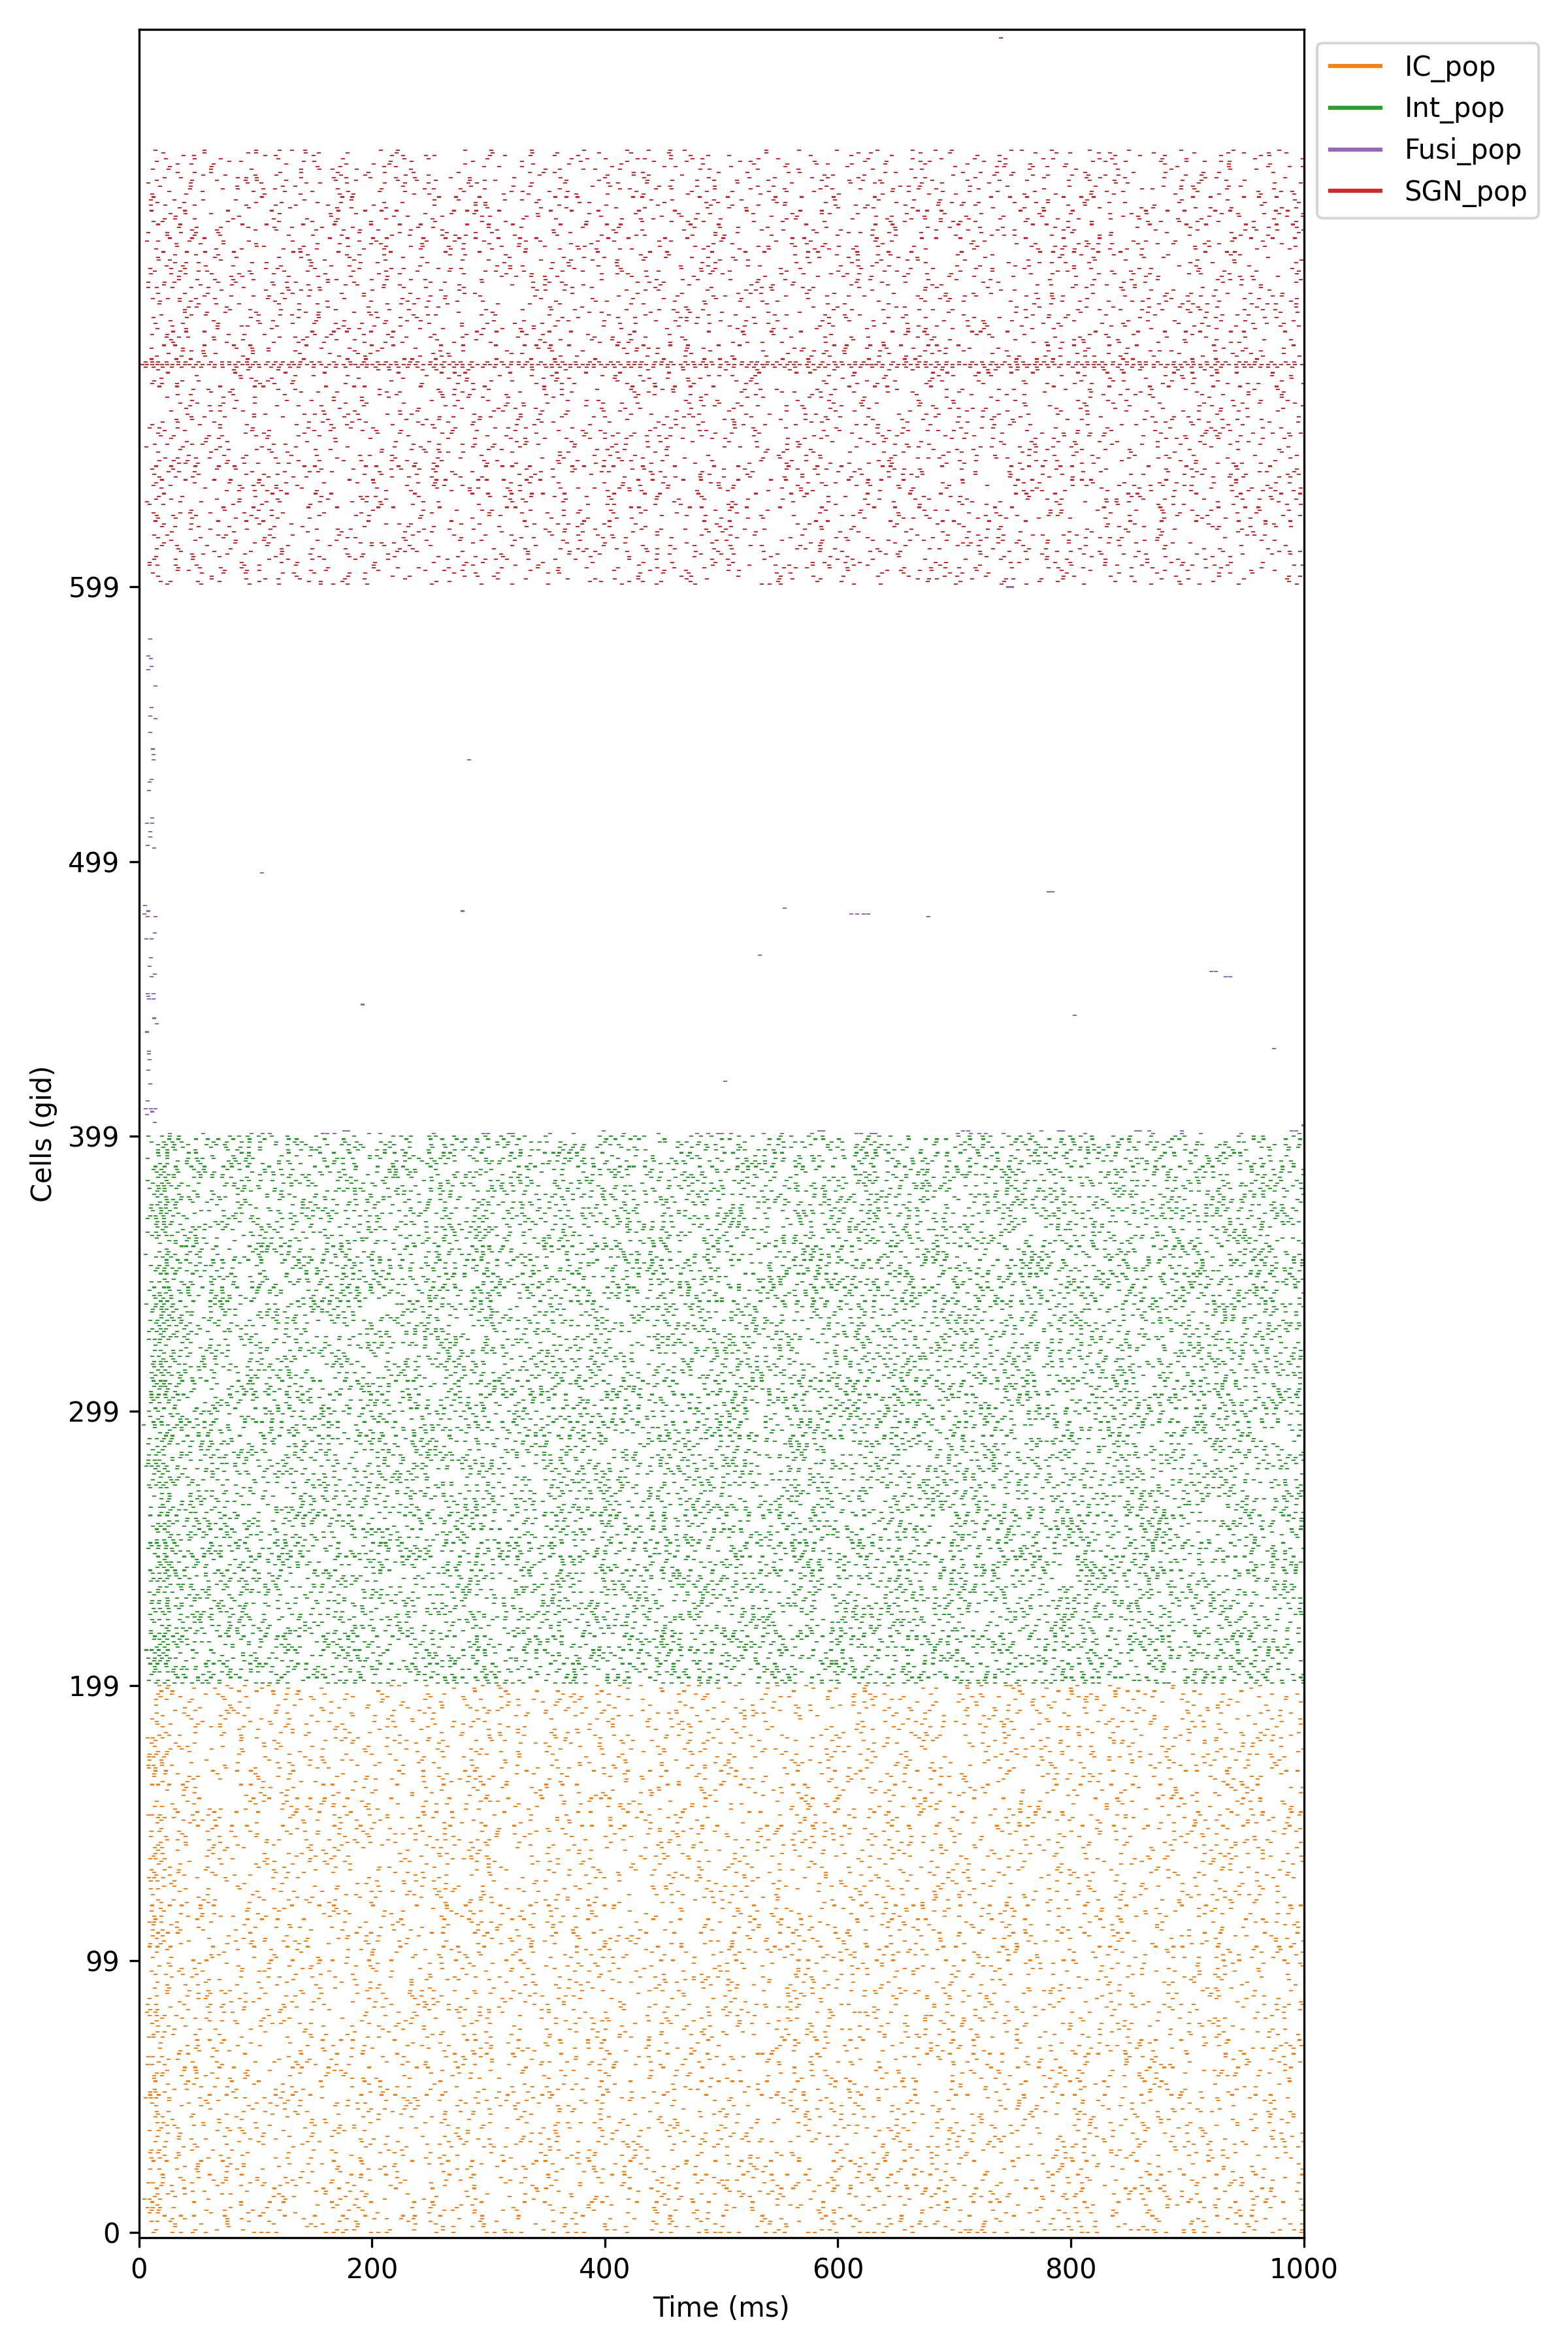 IC_pop
Int_pop
Fusi_pop
SGN_pop
599
499
399
299
199
99
0
Cells (gid)
0 200 400 600 800 1000
Time (ms)